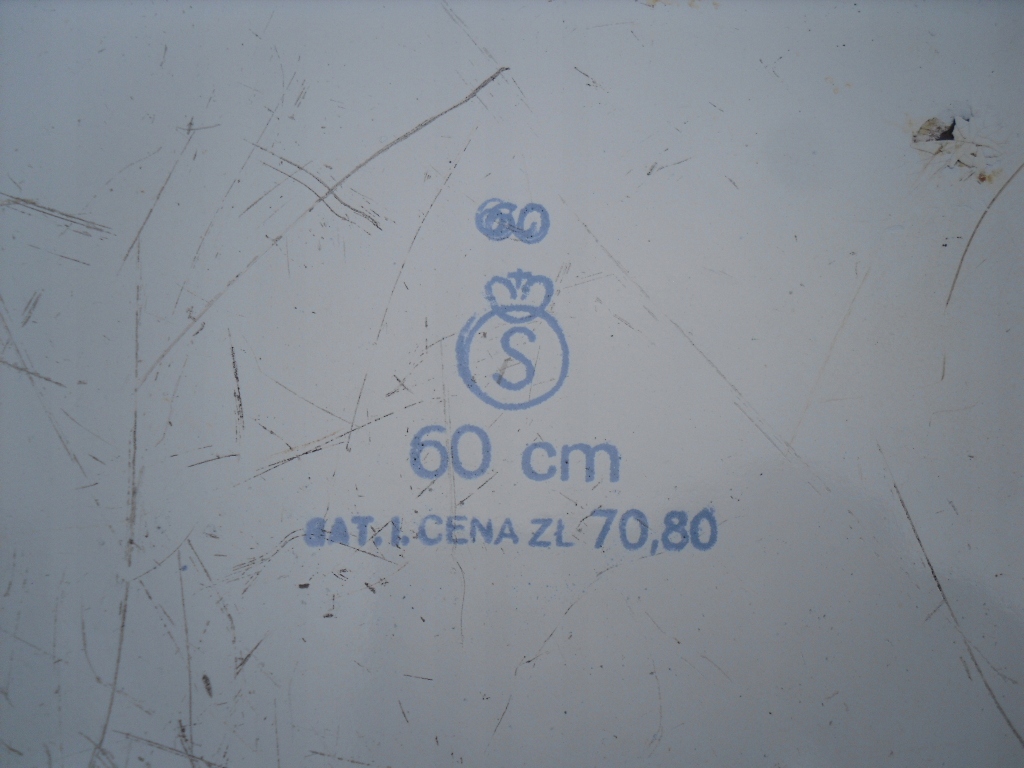 60
S
60 cm
GAT. I. CENA ZŁ 70,80